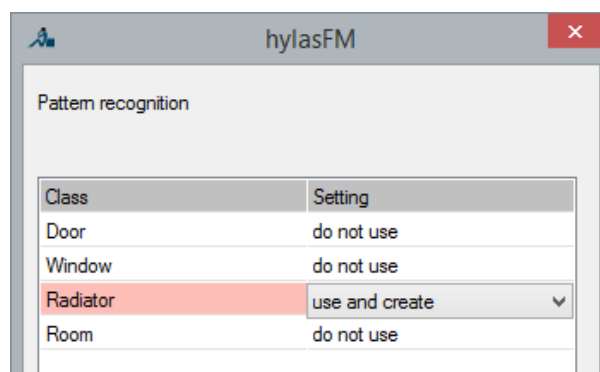 hylasFM
Pattern recognition
Class Setting
Door do not use
Window do not use
Radiator use and create
Room do not use